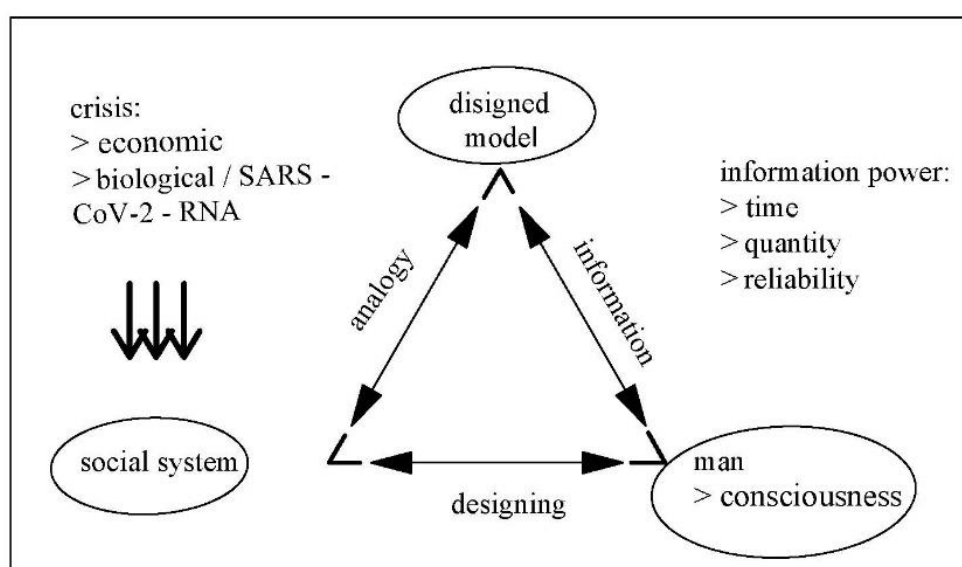 disigned
model
crisis:
> economic
> biological / SARS -
CoV-2 - RNA
information power:
> time
> quantity
> reliability
analogy
information
social system
designing
man
> consciousness